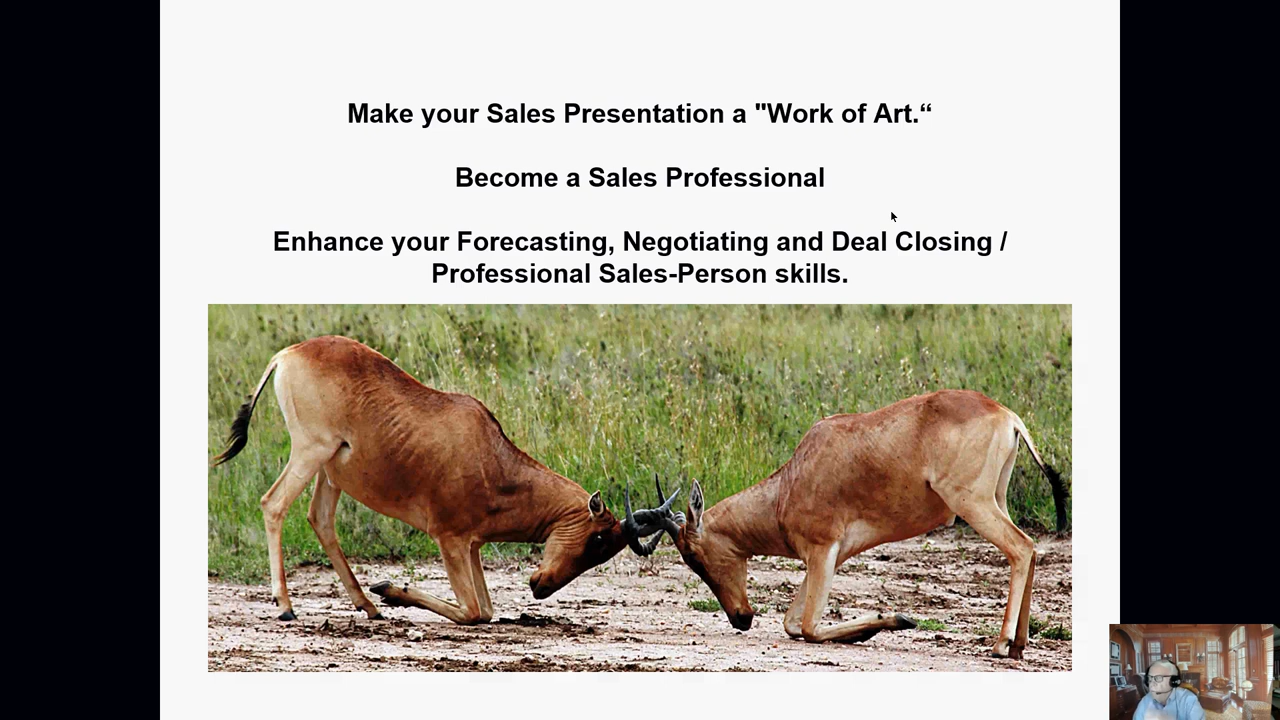 Make your Sales Presentation a "Work of Art.“
Become a Sales Professional
Enhance your Forecasting, Negotiating and Deal Closing /
Professional Sales-Person skills.